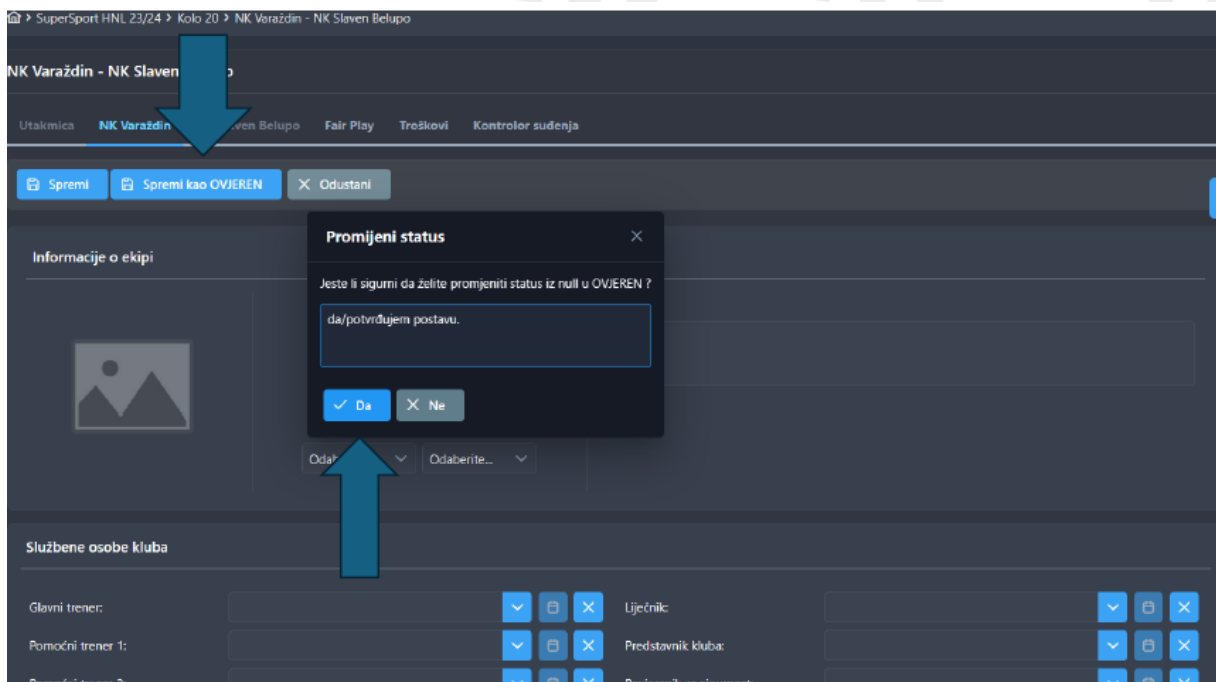 SuperSport HNL 23/24 > Kolo 20 > NK Varaždin - NK Slaven Belupo
NK Varaždin - NK Slaven
Utakmica NK Varaždin Belupo Fair Play Troškovi Kontrolor suđenja
Spremi Spremi kao OVJEREN Odustani
Promijeni status
Informacije o ekipi
Jeste li sigurni da želite promjeniti status iz null u OVJEREN ?
da/potvrđujem postavu.
Da Ne
Odaberite...
Službene osobe kluba
Glavni trener: Liječnik:
Pomoćni trener 1: Predstavnik kluba: